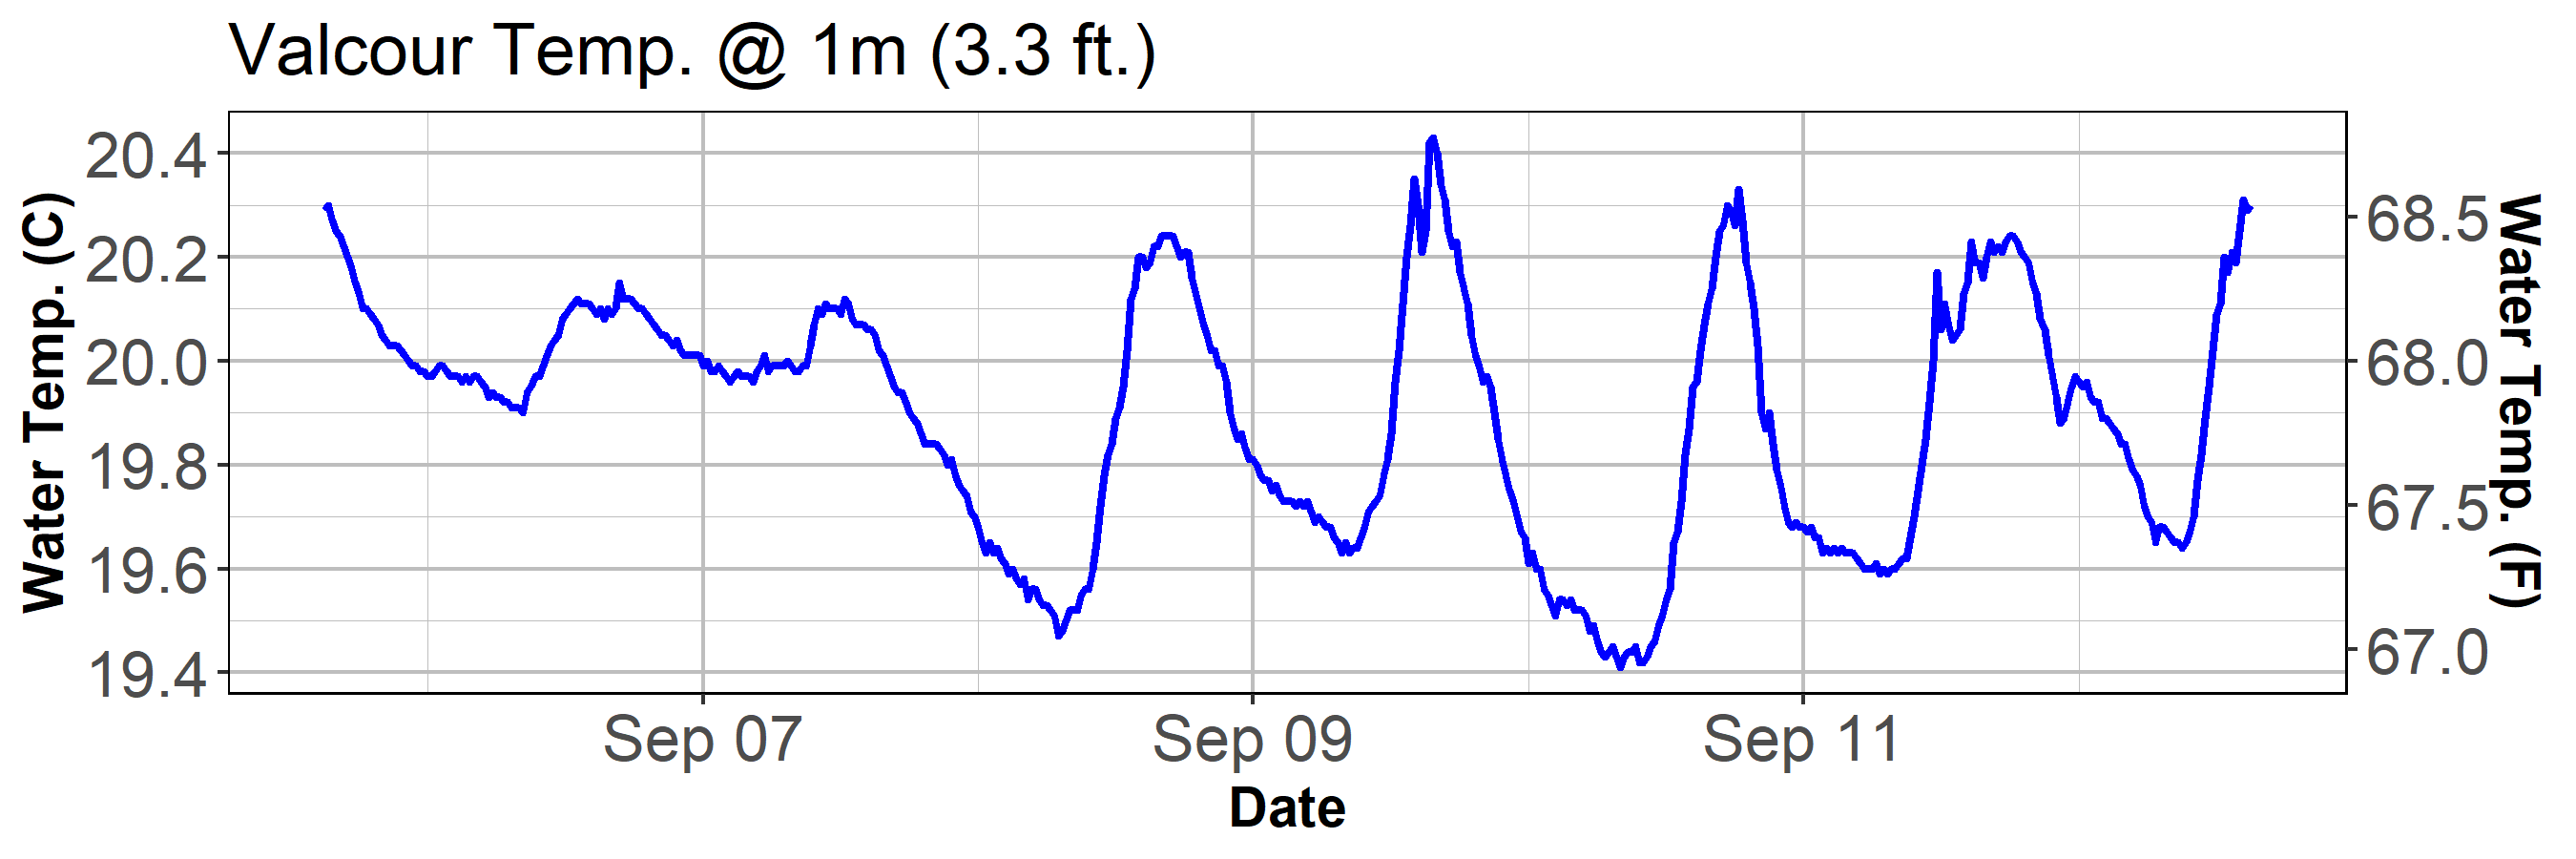 Valcour Temp. @ 1m (3.3 ft.)
Water Temp. (C)
20.4
20.2
20.0
19.8
19.6
19.4
68.5
68.0
67.5
67.0
Water Temp. (F)
Sep 07
Sep 09
Sep 11
Date